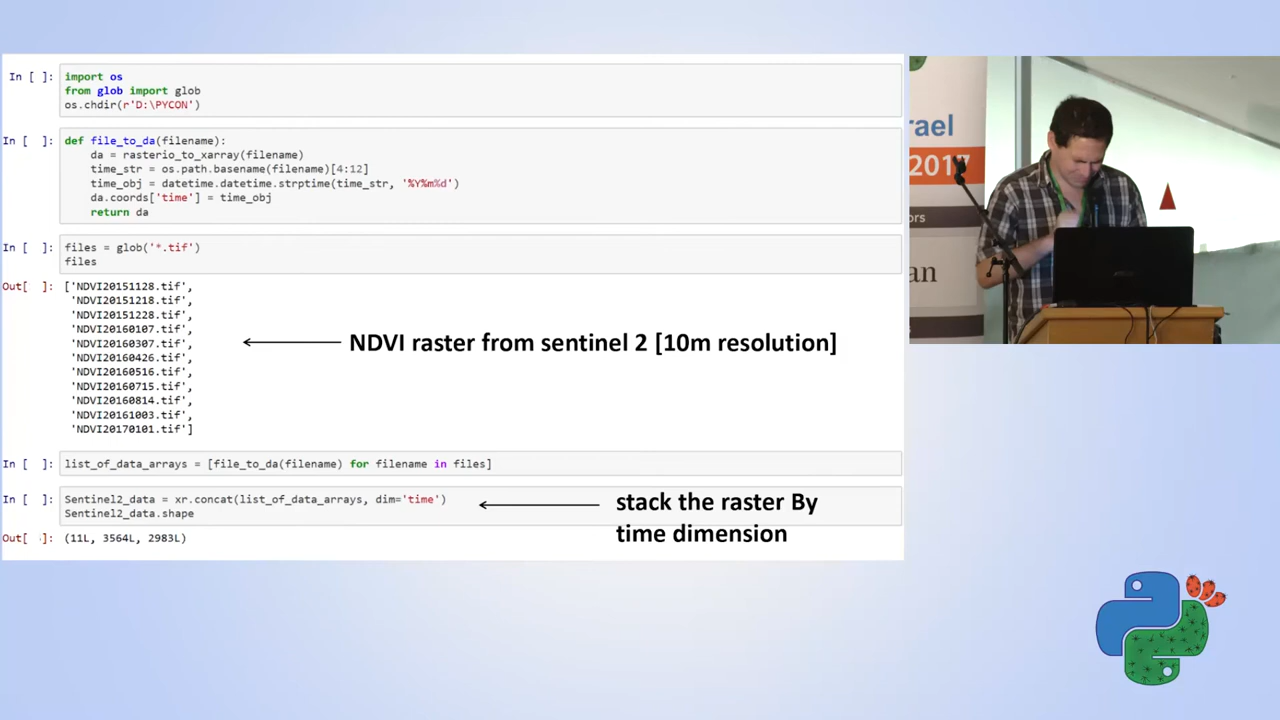 In [ ]: import os
from glob import glob
os.chdir(r'D:\PYCON')
In [ ]: def file_to_da(filename):
da = rasterio_to_xarray(filename)
time_str = os.path.basename(filename)[4:12]
time_obj = datetime.datetime.strptime(time_str, '%Y%m%d')
da.coords['time'] = time_obj
return da
In [ ]: files = glob('*.tif')
files
Out[ ]: ['NDVI20151128.tif',
'NDVI20151218.tif',
'NDVI20151228.tif',
'NDVI20160107.tif',
'NDVI20160307.tif',
'NDVI20160426.tif',
'NDVI20160516.tif',
'NDVI20160715.tif',
'NDVI20160814.tif',
'NDVI20161003.tif',
'NDVI20170101.tif']
NDVI raster from sentinel 2 [10m resolution]
In [ ]: list_of_data_arrays = [file_to_da(filename) for filename in files]
In [ ]: Sentinel2_data = xr.concat(list_of_data_arrays, dim='time')
Sentinel2_data.shape
stack the raster By
time dimension
Out[ ]: (11L, 3564L, 2983L)
rael
2017
ors
an